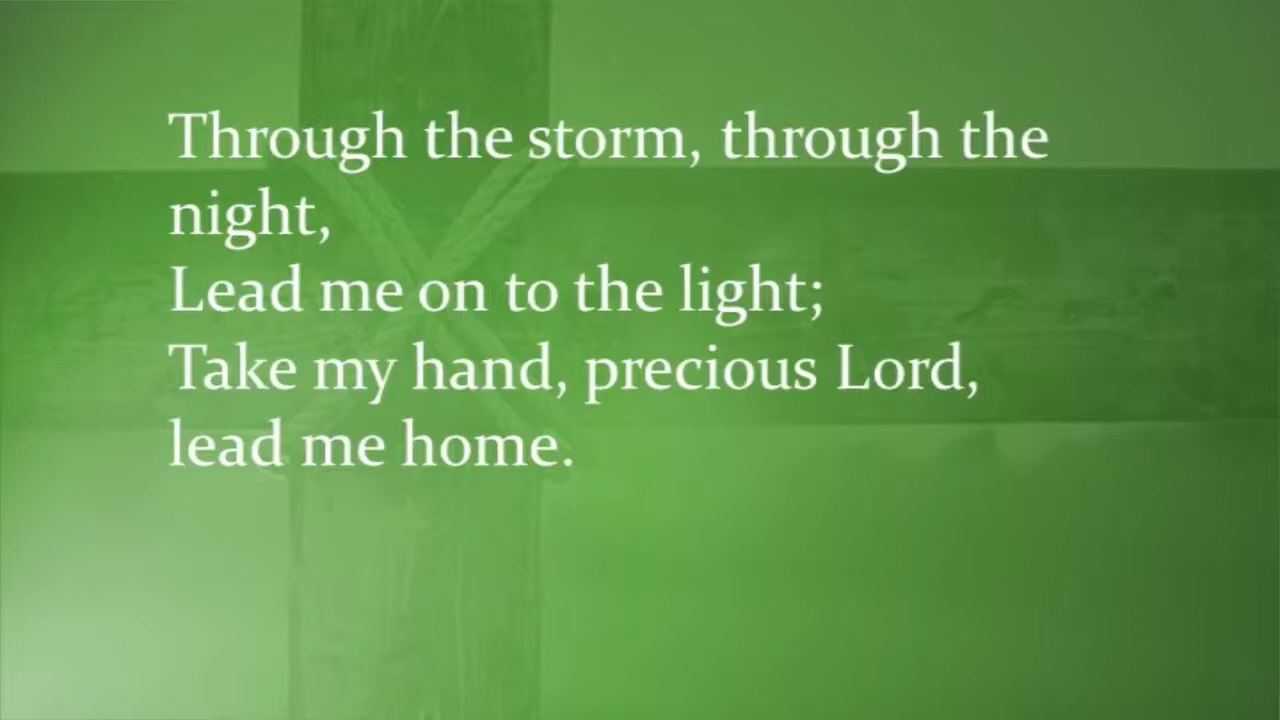 Through the storm, through the
night,
Lead me on to the light;
Take my hand, precious Lord,
lead me home.